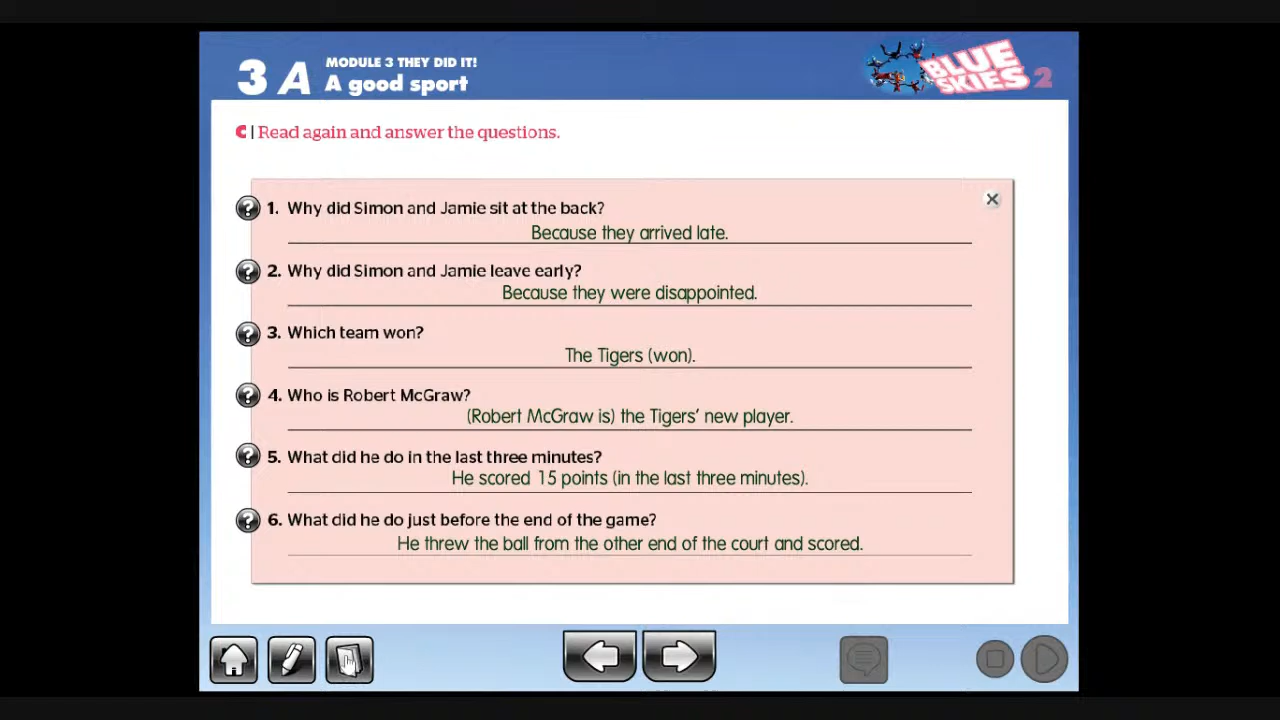 3 A
MODULE 3 THEY DID IT!
A good sport
BLUE
SKIES 2
C | Read again and answer the questions.
1. Why did Simon and Jamie sit at the back?
Because they arrived late.
2. Why did Simon and Jamie leave early?
Because they were disappointed.
3. Which team won?
The Tigers (won).
4. Who is Robert McGraw?
(Robert McGraw is) the Tigers' new player.
5. What did he do in the last three minutes?
He scored 15 points (in the last three minutes).
6. What did he do just before the end of the game?
He threw the ball from the other end of the court and scored.